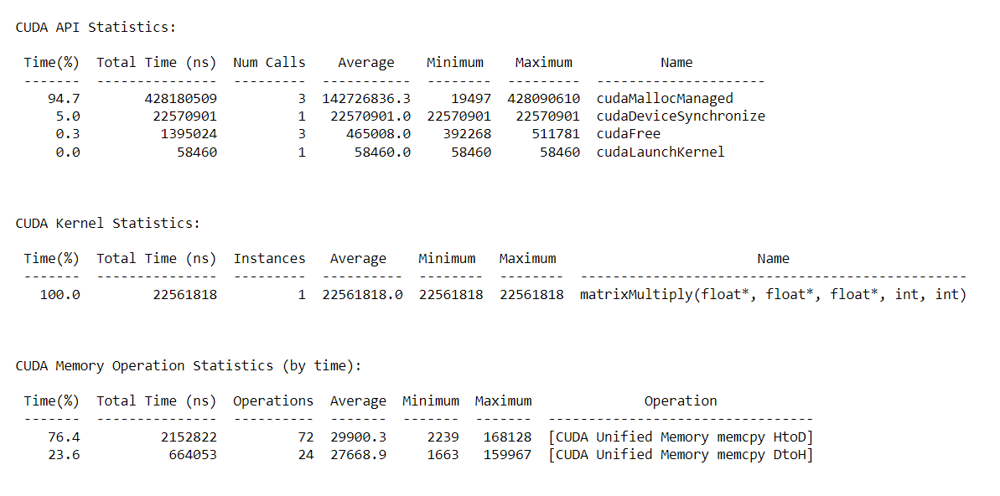 CUDA API Statistics:
Time(%) Total Time (ns) Num Calls Average Minimum Maximum Name
------- --------------- --------- ----------- -------- --------- ---------------------
94.7 428180509 3 142726836.3 19497 428090610 cudaMallocManaged
5.0 22570901 1 22570901.0 22570901 22570901 cudaDeviceSynchronize
0.3 1395024 3 465008.0 392268 511781 cudaFree
0.0 58460 1 58460.0 58460 58460 cudaLaunchKernel
CUDA Kernel Statistics:
Time(%) Total Time (ns) Instances Average Minimum Maximum Name
------- --------------- --------- ---------- -------- -------- ------------------------------------------------
100.0 22561818 1 22561818.0 22561818 22561818 matrixMultiply(float*, float*, float*, int, int)
CUDA Memory Operation Statistics (by time):
Time(%) Total Time (ns) Operations Average Minimum Maximum Operation
------- --------------- ---------- ------- ------- ------- ---------------------------------
76.4 2152822 72 29900.3 2239 168128 [CUDA Unified Memory memcpy HtoD]
23.6 664053 24 27668.9 1663 159967 [CUDA Unified Memory memcpy DtoH]